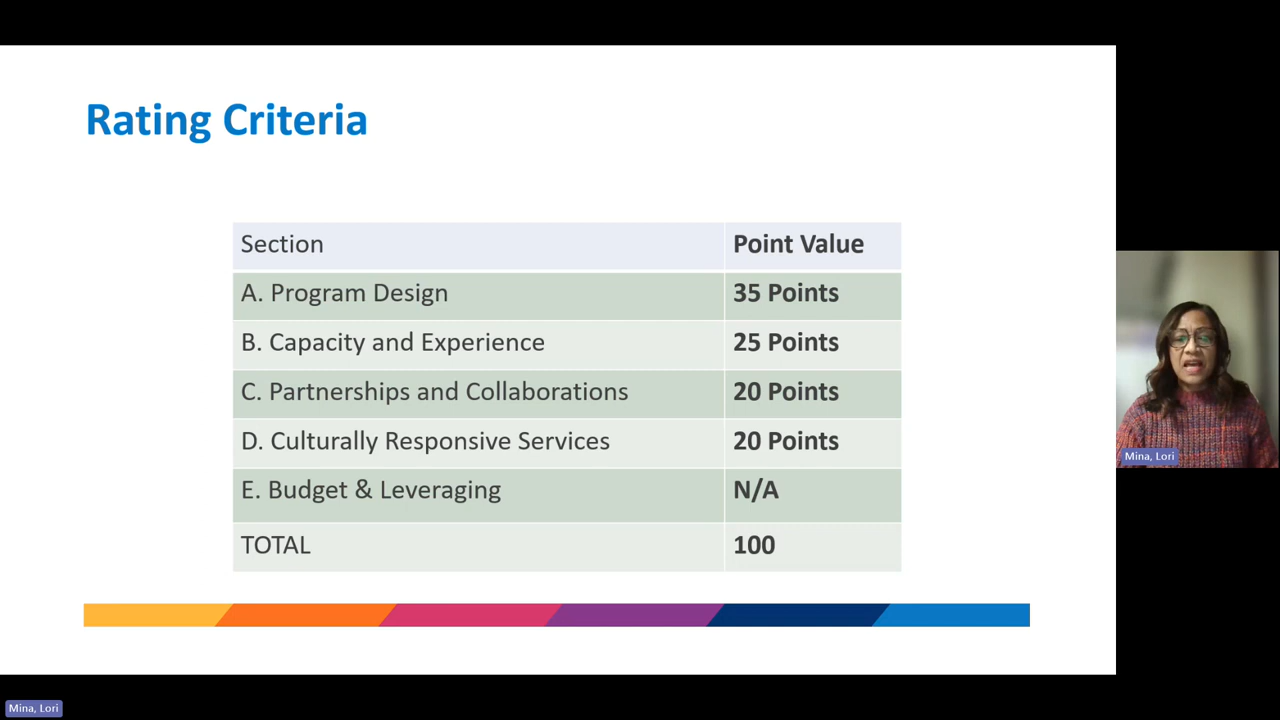 Rating Criteria
Section Point Value
A. Program Design 35 Points
B. Capacity and Experience 25 Points
C. Partnerships and Collaborations 20 Points
D. Culturally Responsive Services 20 Points
E. Budget & Leveraging N/A
TOTAL 100
Mina, Lori
Mina, Lori